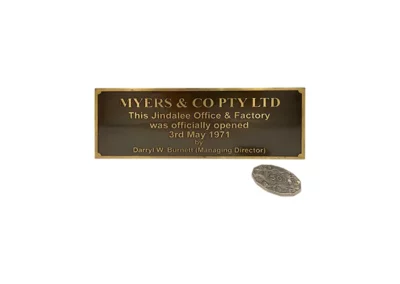 MYERS & CO PTY LTD
This Jindalee Office & Factory
was officially opened
3rd May 1971
by
Darryl W. Burnett (Managing Director)